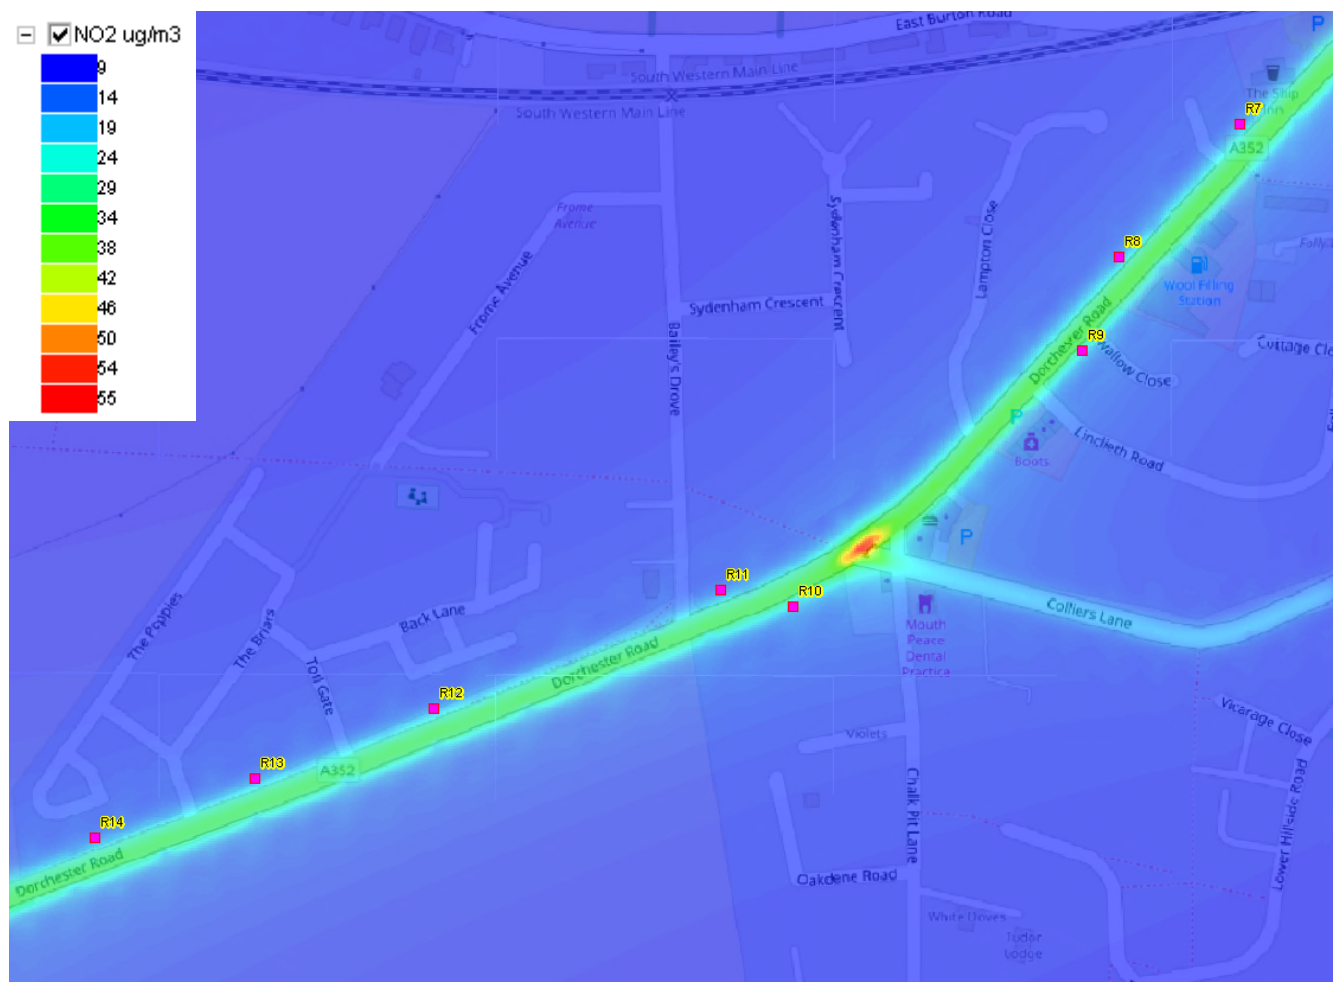 NO2 ug/m3
9
14
19
24
29
34
38
42
46
50
54
55
East Burton Road
P
South Western Main Line
South Western Main Line
The Ship
Inn
R7
A352
Frome
Avenue
Sydenham Crescent
Lampton Close
R8
Wool Filling
Station
Frome Avenue
Sydenham Crescent
Bailey's Drove
Dorchester Road
R9
Swallow Close
Cottage Clo
P
Boots
Lindleth Road
P
R11
R10
Mouth
Peace
Dental
Practice
Colliers Lane
The Poppies
The Briars
Back Lane
Toll Gate
Dorchester Road
R12
Violets
Vicarage Close
R13
A352
Chalk Pit Lane
Lower Hillside Road
R14
Dorchester Road
Oakdene Road
White Doves
Tudor
Lodge